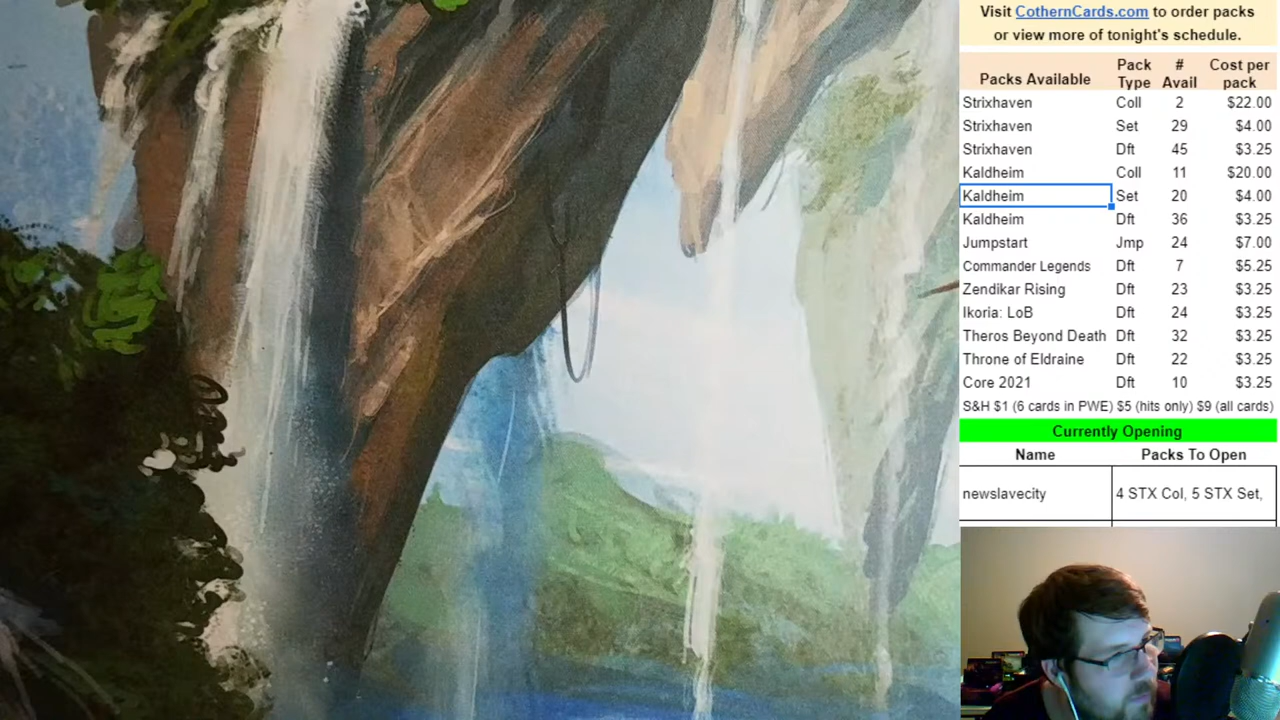 Visit CothernCards.com to order packs
or view more of tonight's schedule.
Packs Available Pack Type # Avail Cost per pack
Strixhaven Coll 2 $22.00
Strixhaven Set 29 $4.00
Strixhaven Dft 45 $3.25
Kaldheim Coll 11 $20.00
Kaldheim Set 20 $4.00
Kaldheim Dft 36 $3.25
Jumpstart Jmp 24 $7.00
Commander Legends Dft 7 $5.25
Zendikar Rising Dft 23 $3.25
Ikoria: LoB Dft 24 $3.25
Theros Beyond Death Dft 32 $3.25
Throne of Eldraine Dft 22 $3.25
Core 2021 Dft 10 $3.25
S&H $1 (6 cards in PWE) $5 (hits only) $9 (all cards)
Currently Opening
Name Packs To Open
newslavecity 4 STX Col, 5 STX Set,